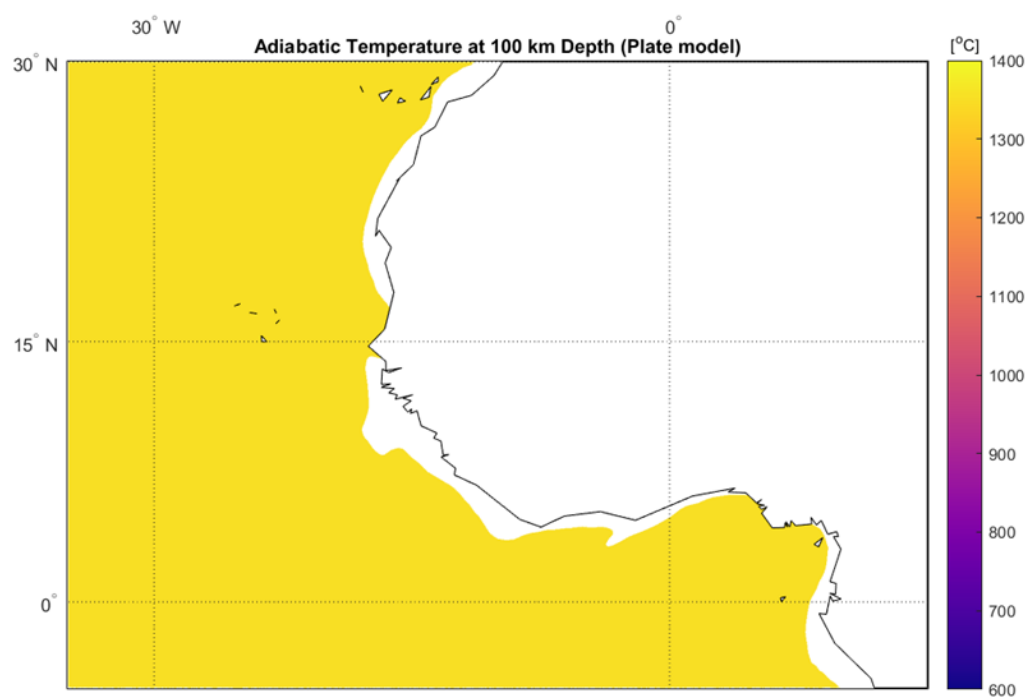 30° W
0°
Adiabatic Temperature at 100 km Depth (Plate model)
[°C]
30° N
15° N
0°
1400
1300
1200
1100
1000
900
800
700
600